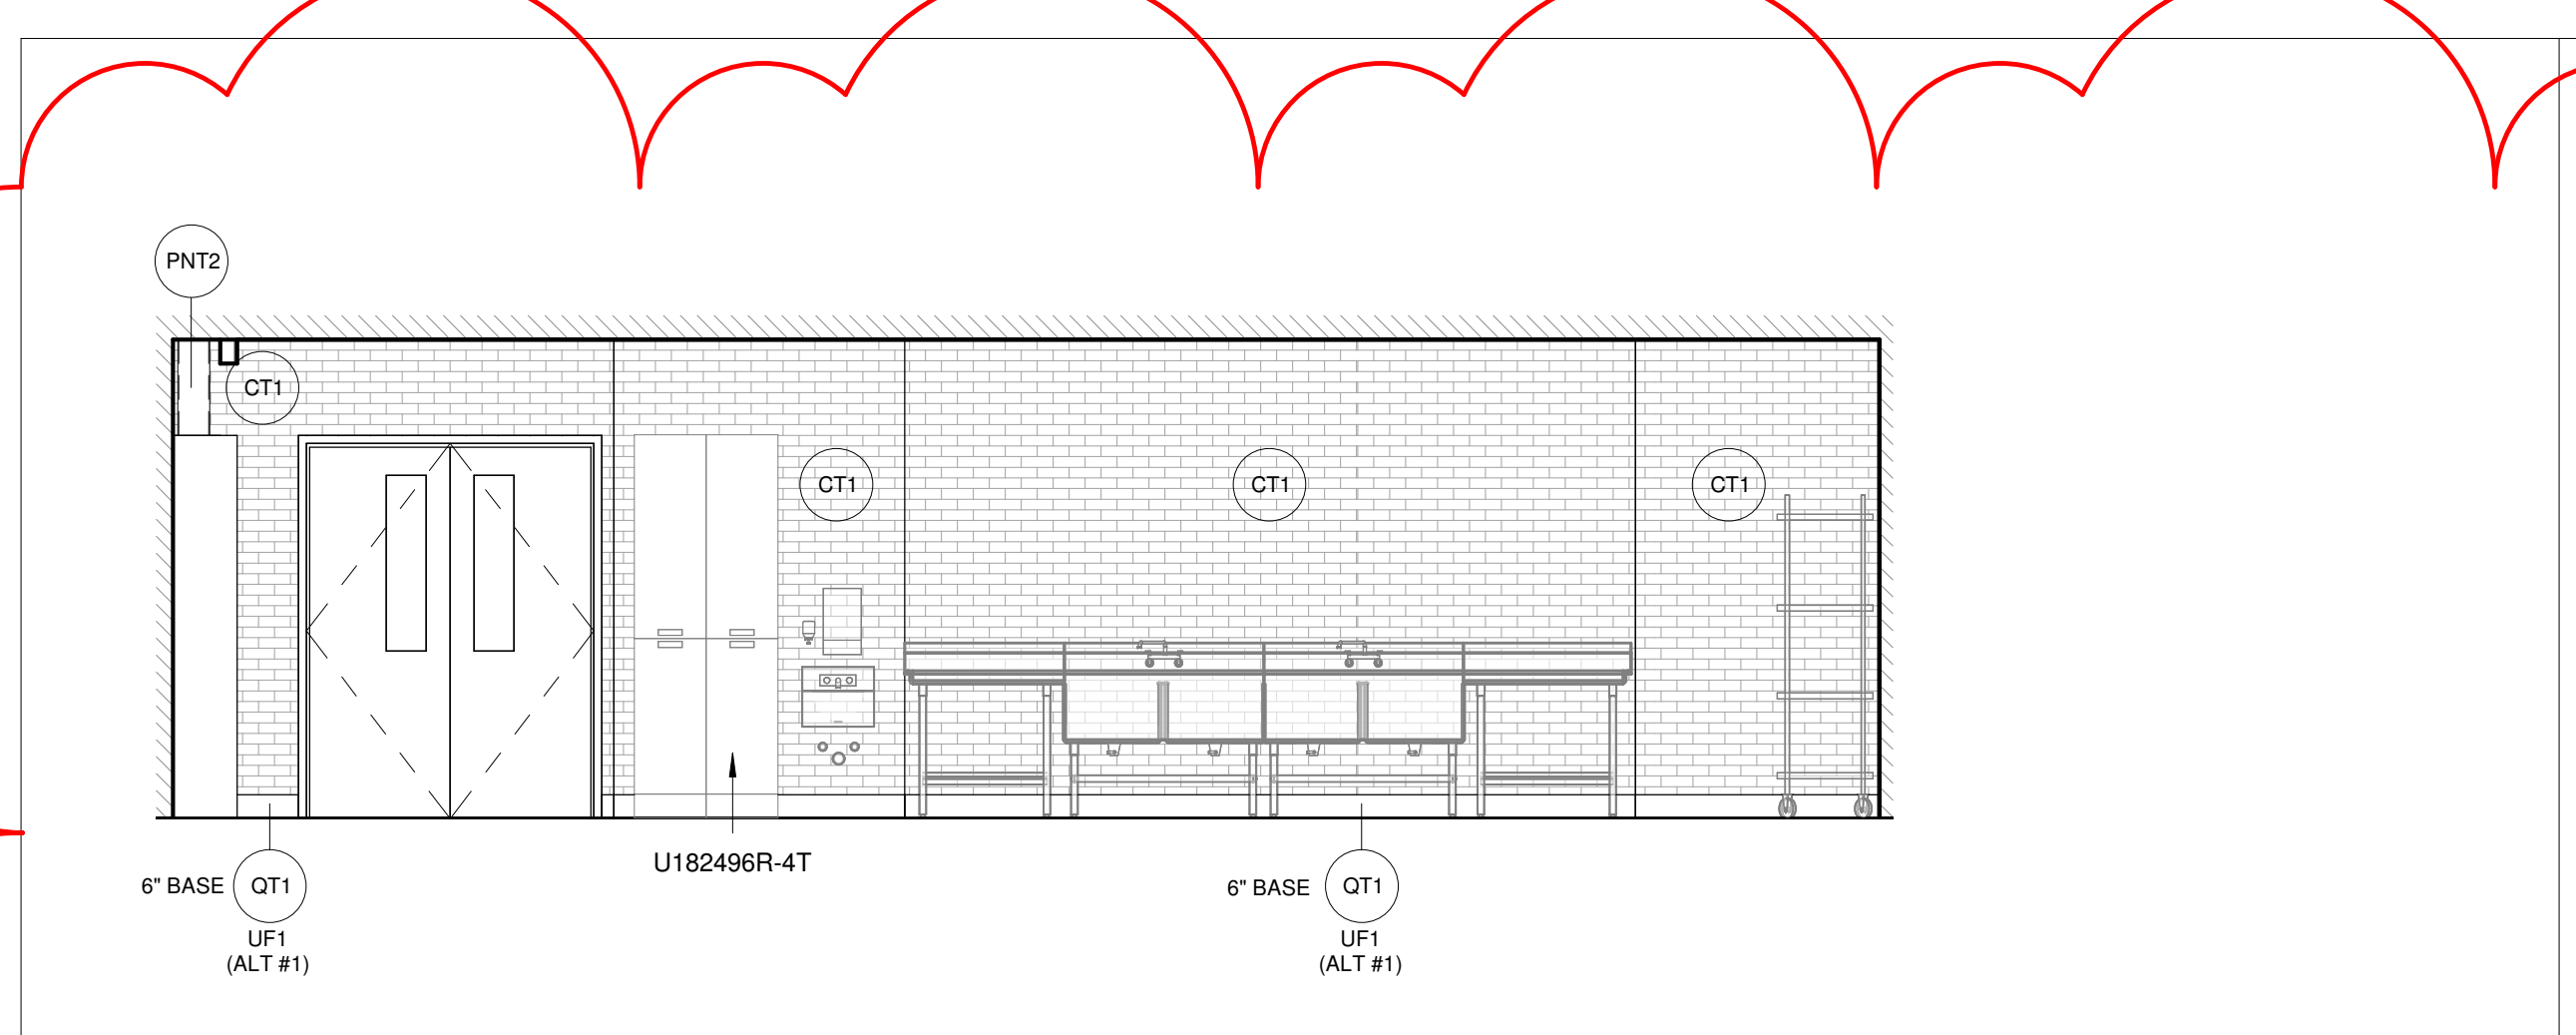 PNT2
CT1
CT1
CT1
CT1
U182496R-4T
6" BASE QT1
UF1
(ALT #1)
6" BASE QT1
UF1
(ALT #1)